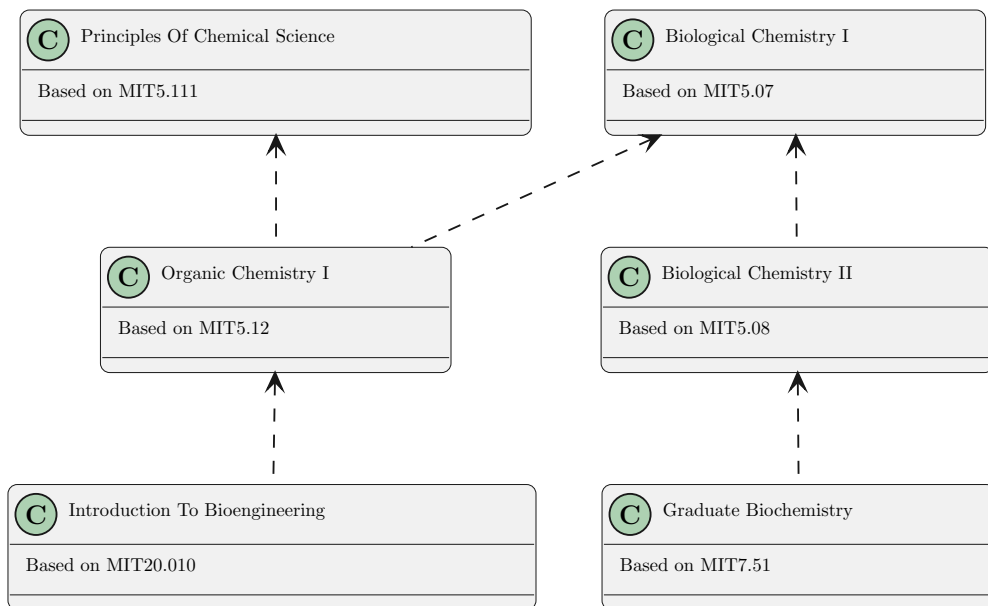 C Principles Of Chemical Science
Based on MIT5.111
C Biological Chemistry I
Based on MIT5.07
C Organic Chemistry I
Based on MIT5.12
C Biological Chemistry II
Based on MIT5.08
C Introduction To Bioengineering
Based on MIT20.010
C Graduate Biochemistry
Based on MIT7.51